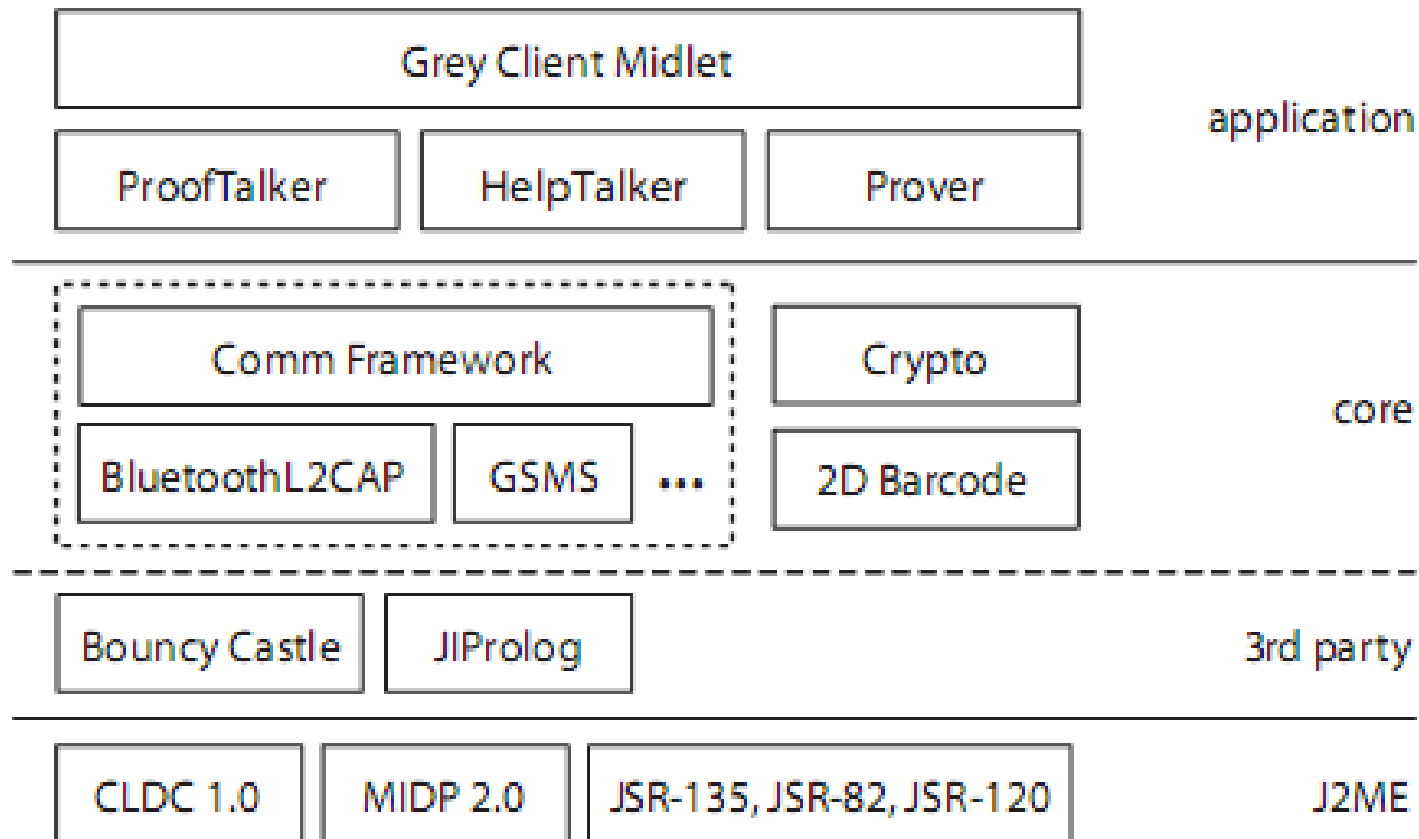 Grey Client Midlet
application
ProofTalker HelpTalker Prover
Comm Framework Crypto
core
BluetoothL2CAP GSMS ... 2D Barcode
Bouncy Castle JIProlog 3rd party
CLDC 1.0 MIDP 2.0 JSR-135, JSR-82, JSR-120 J2ME